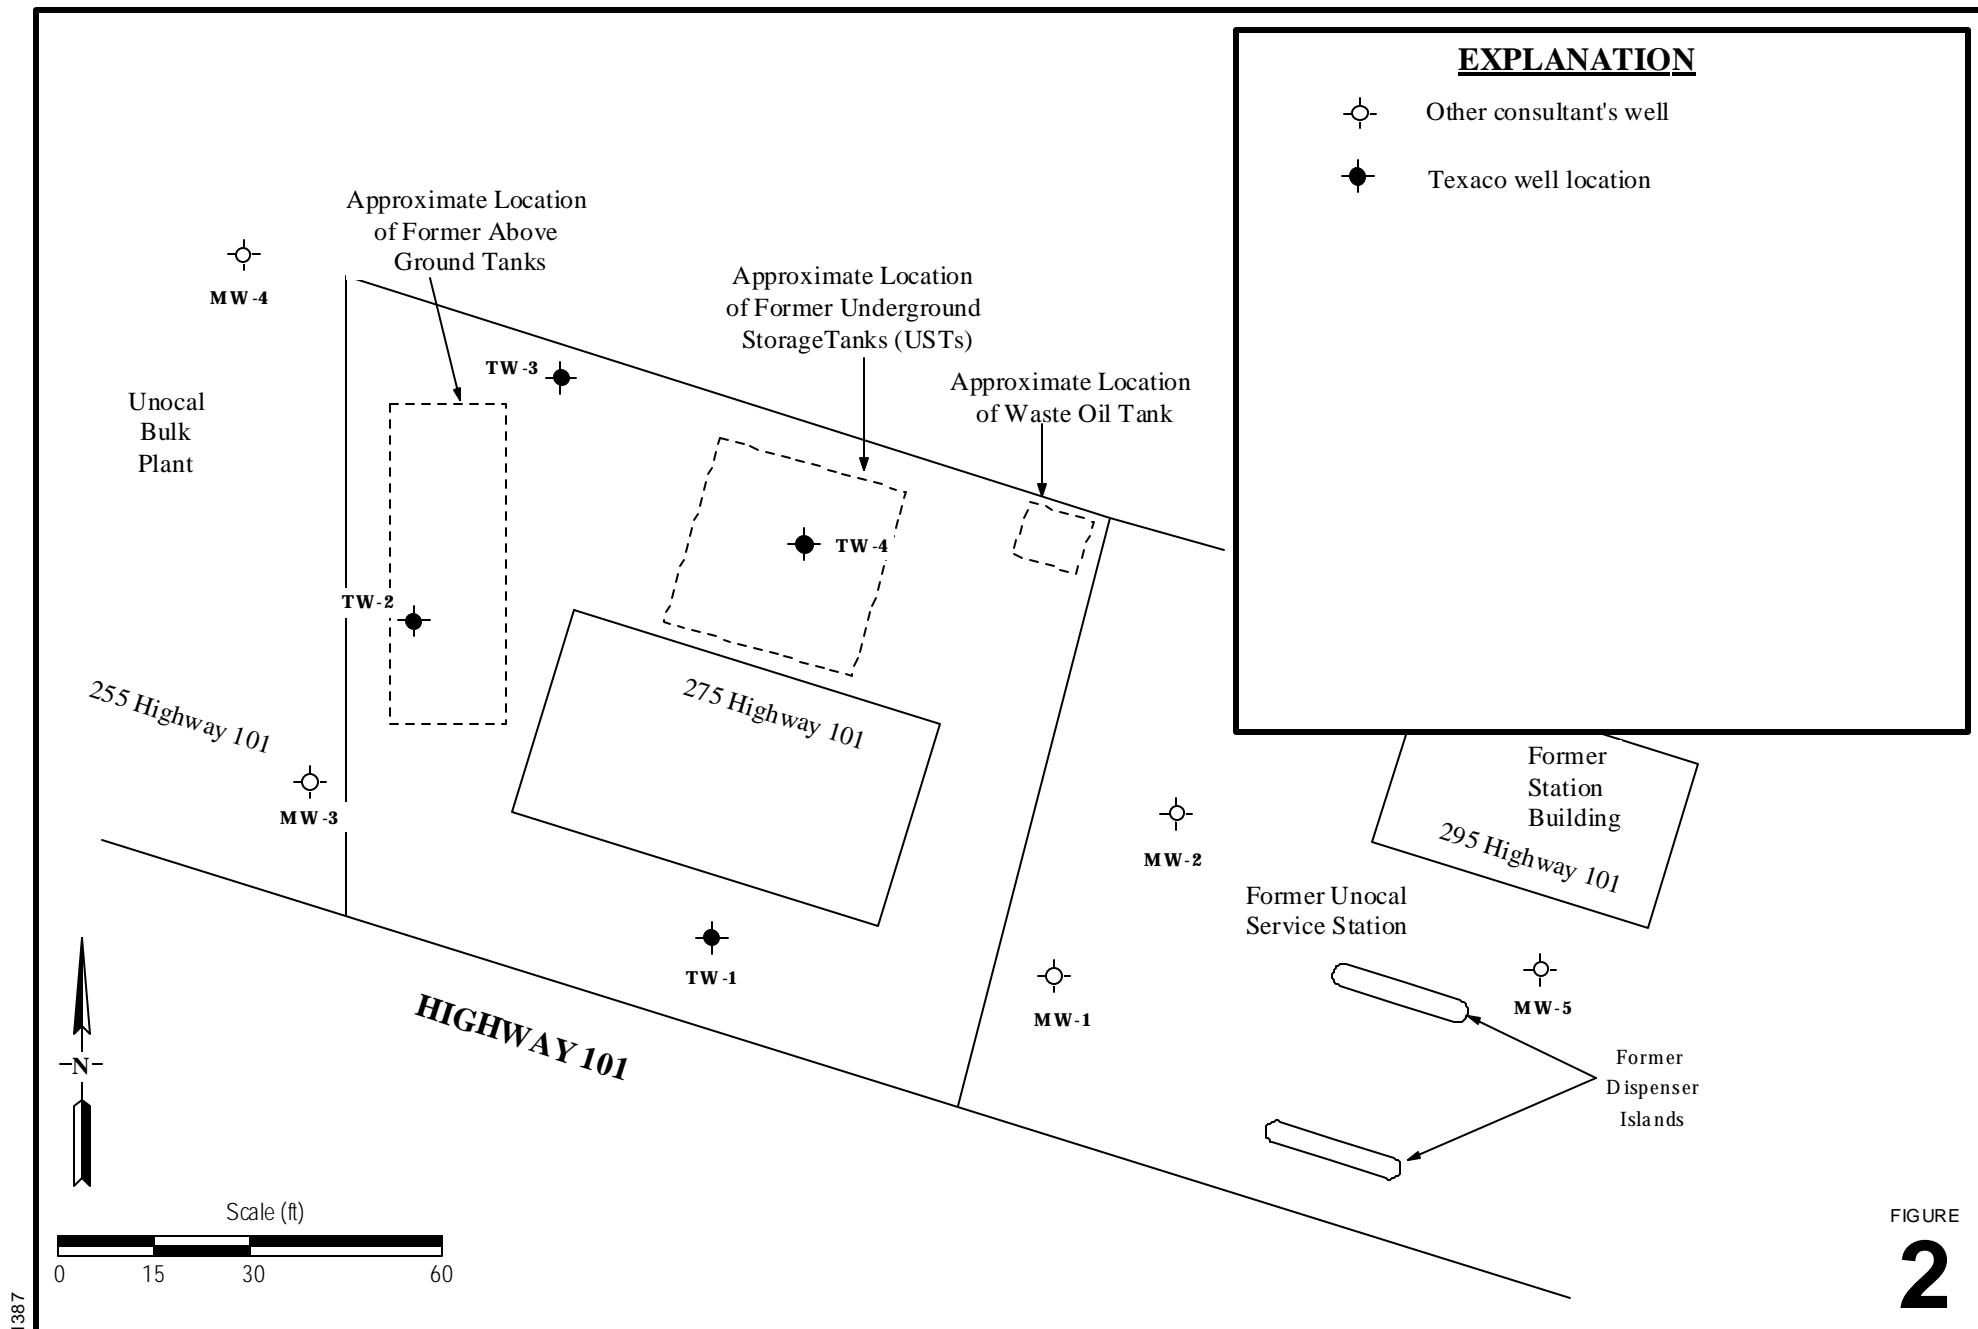 EXPLANATION
Other consultant's well
Texaco well location
Approximate Location
of Former Above
Ground Tanks
MW-4
Approximate Location
of Former Underground
StorageTanks (USTs)
TW-3
Approximate Location
of Waste Oil Tank
Unocal
Bulk
Plant
TW-4
TW-2
255 Highway 101
275 Highway 101
MW-3
Former
Station
Building
295 Highway 101
MW-2
Former Unocal
Service Station
TW-1
MW-1
MW-5
HIGHWAY 101
N
Former
Dispenser
Islands
Scale (ft)
0 15 30 60
FIGURE
2
1387